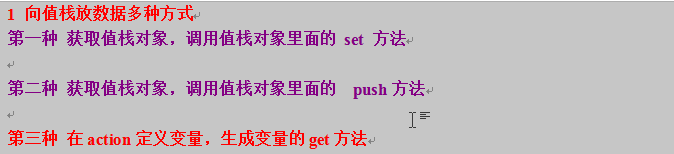 1 向值栈放数据多种方式
第一种 获取值栈对象，调用值栈对象里面的 set 方法
第二种 获取值栈对象，调用值栈对象里面的 push 方法
第三种 在 action 定义变量，生成变量的 get 方法